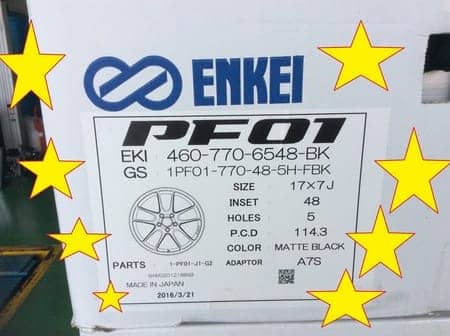 ENKEI
PF01
EKI 460-770-6548-BK
GS 1PF01-770-48-5H-FBK
SIZE 17×7J
INSET 48
HOLES 5
P.C.D 114.3
COLOR MATTE BLACK
PARTS 1-PF01-J1-G2
ADAPTOR A7S
MADE IN JAPAN
2016/3/21